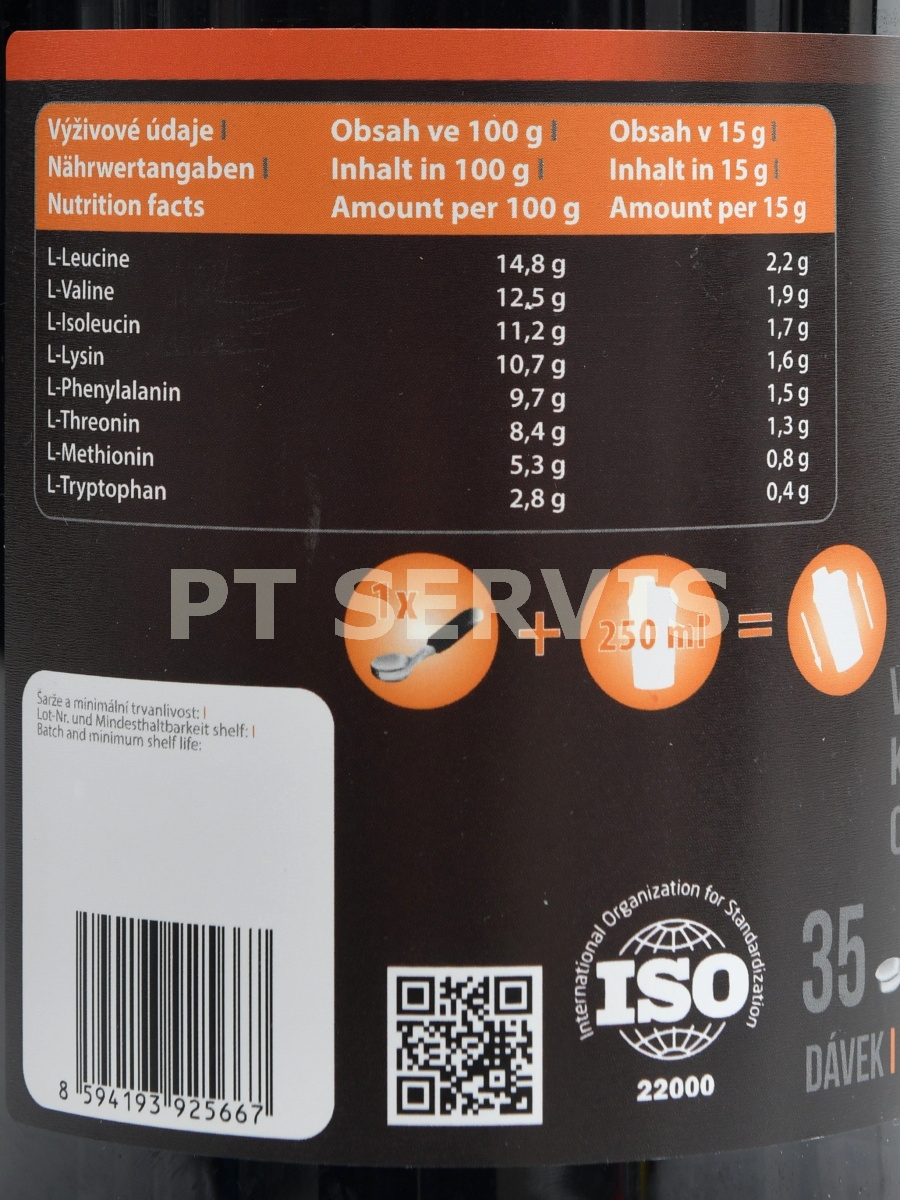 Výživové údaje | Obsah ve 100 g | Obsah v 15 g |
Nährwertangaben | Inhalt in 100 g | Inhalt in 15 g |
Nutrition facts Amount per 100 g Amount per 15 g
L-Leucine 14,8 g 2,2 g
L-Valine 12,5 g 1,9 g
L-Isoleucin 11,2 g 1,7 g
L-Lysin 10,7 g 1,6 g
L-Phenylalanin 9,7 g 1,5 g
L-Threonin 8,4 g 1,3 g
L-Methionin 5,3 g 0,8 g
L-Tryptophan 2,8 g 0,4 g
PT SERVIS
1x + 250 ml =
Šarže a minimální trvanlivost: |
Lot-Nr. und Mindesthaltbarkeit shelf: |
Batch and minimum shelf life:
8 594193 925667
International Organization for Standardization
ISO
22000
35
DÁVEK |